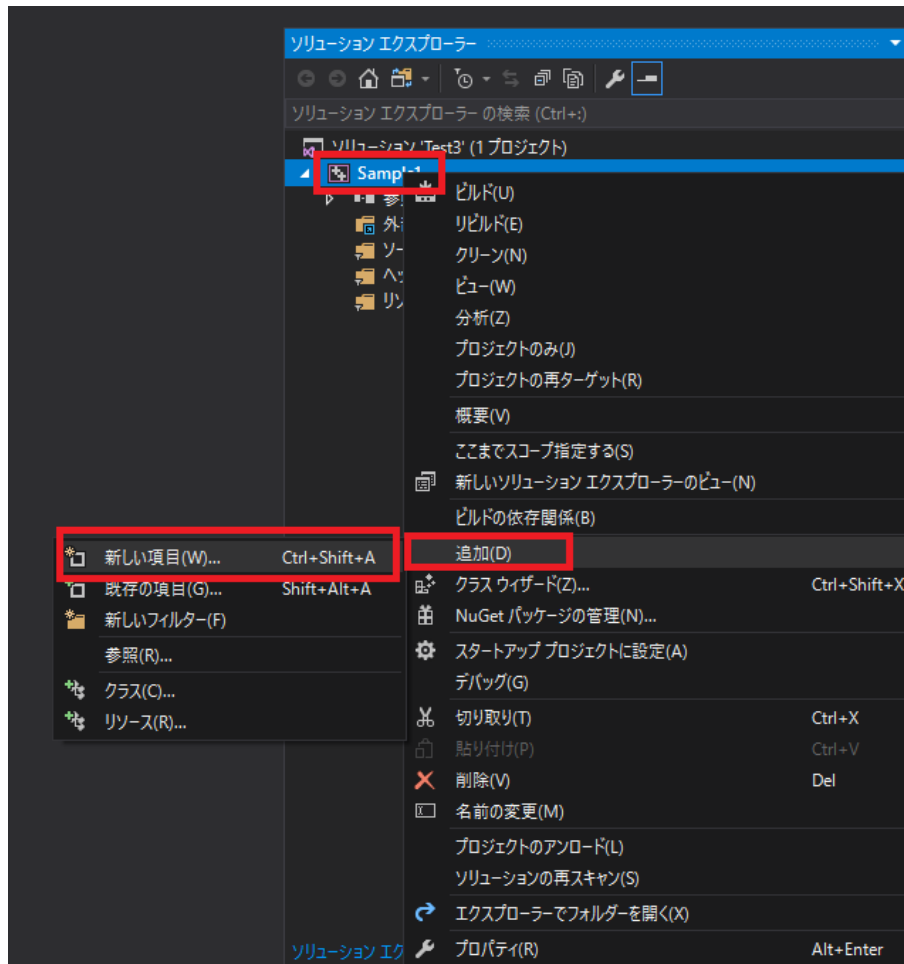 ソリューション エクスプローラー
ソリューション エクスプローラー の検索 (Ctrl+:)
ソリューション 'Test3' (1 プロジェクト)
Sample1
ビルド(U)
リビルド(E)
クリーン(N)
ビュー(W)
分析(Z)
プロジェクトのみ(J)
プロジェクトの再ターゲット(R)
概要(V)
ここまでスコープ指定する(S)
新しいソリューション エクスプローラーのビュー(N)
ビルドの依存関係(B)
追加(D)
新しい項目(W)... Ctrl+Shift+A
既存の項目(G)... Shift+Alt+A
新しいフィルター(F)
参照(R)...
クラス(C)...
リソース(R)...
クラス ウィザード(Z)... Ctrl+Shift+X
NuGet パッケージの管理(N)...
スタートアップ プロジェクトに設定(A)
デバッグ(G)
切り取り(T) Ctrl+X
貼り付け(P) Ctrl+V
削除(V) Del
名前の変更(M)
プロジェクトのアンロード(L)
ソリューションの再スキャン(S)
エクスプローラーでフォルダーを開く(X)
プロパティ(R) Alt+Enter
ソリューション エク